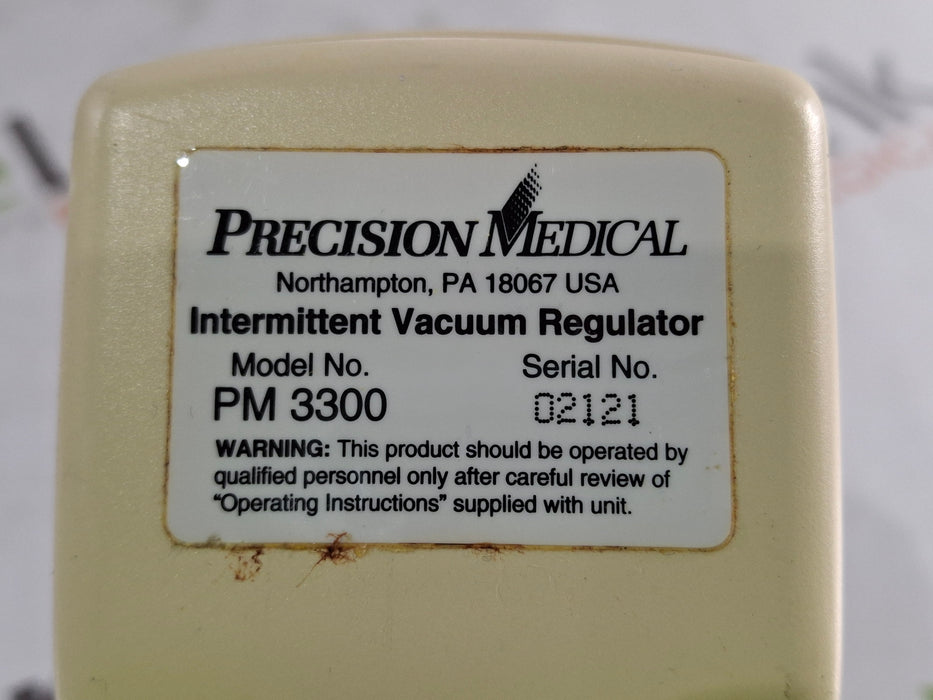 PRECISION MEDICAL
Northampton, PA 18067 USA
Intermittent Vacuum Regulator
Model No. Serial No.
PM 3300 02121
WARNING: This product should be operated by
qualified personnel only after careful review of
"Operating Instructions" supplied with unit.